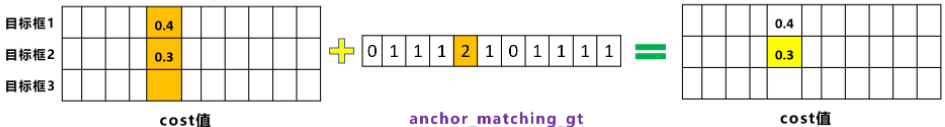 目标框1 0.4 0.4
目标框2 0.3 + 0 1 1 1 2 1 0 1 1 1 1 = 0.3
目标框3
cost值 anchor_matching_gt cost值